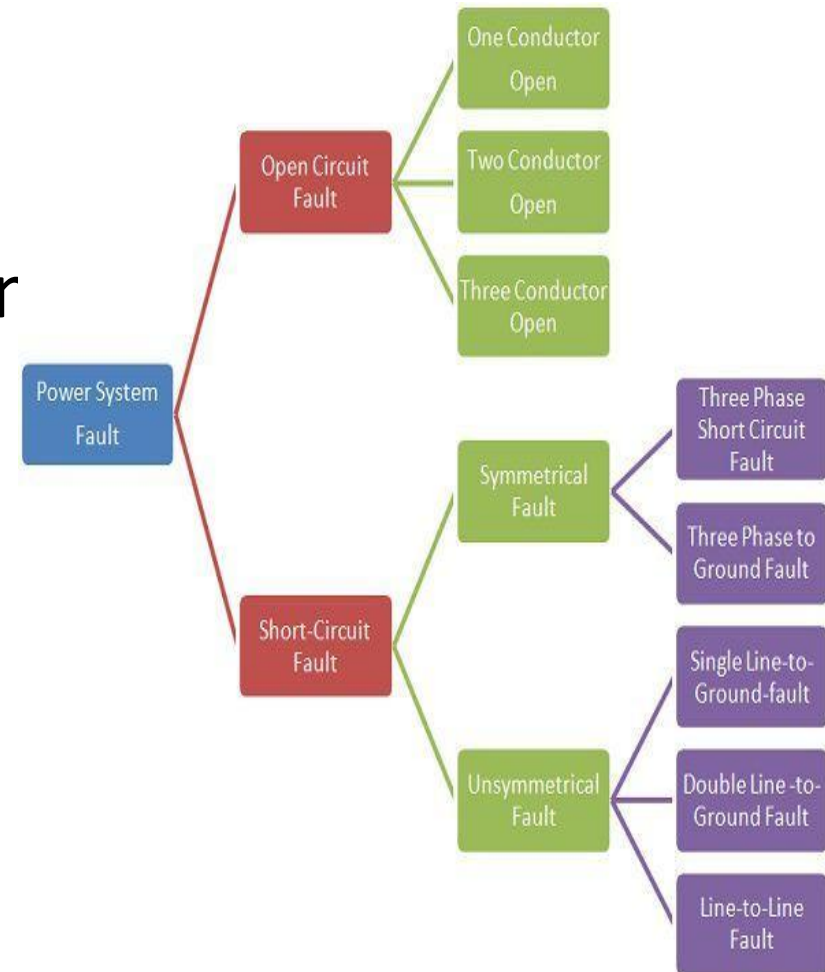 r
Power System
Fault
Open Circuit
Fault
One Conductor
Open
Two Conductor
Open
Three Conductor
Open
Short-Circuit
Fault
Symmetrical
Fault
Three Phase
Short Circuit
Fault
Three Phase to
Ground Fault
Unsymmetrical
Fault
Single Line-to-
Ground-fault
Double Line -to-
Ground Fault
Line-to-Line
Fault